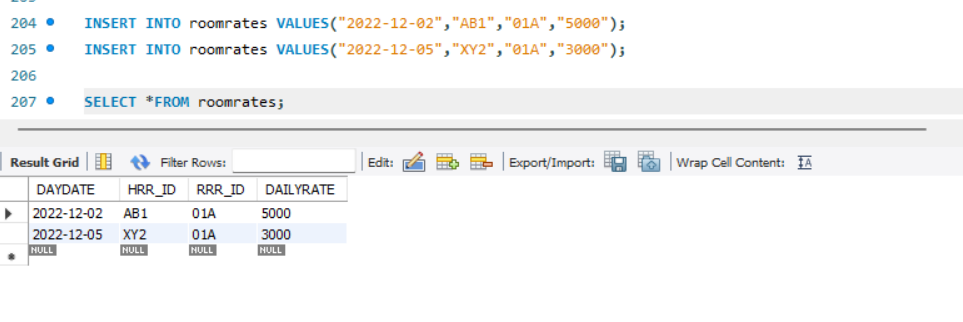 204 INSERT INTO roomrates VALUES("2022-12-02","AB1","01A","5000");
205 INSERT INTO roomrates VALUES("2022-12-05","XY2","01A","3000");
206
207 SELECT *FROM roomrates;
Result Grid Filter Rows: Edit: Export/Import: Wrap Cell Content: IA
DAYDATE HRR_ID RRR_ID DAILYRATE
2022-12-02 AB1 01A 5000
2022-12-05 XY2 01A 3000
NULL NULL NULL NULL